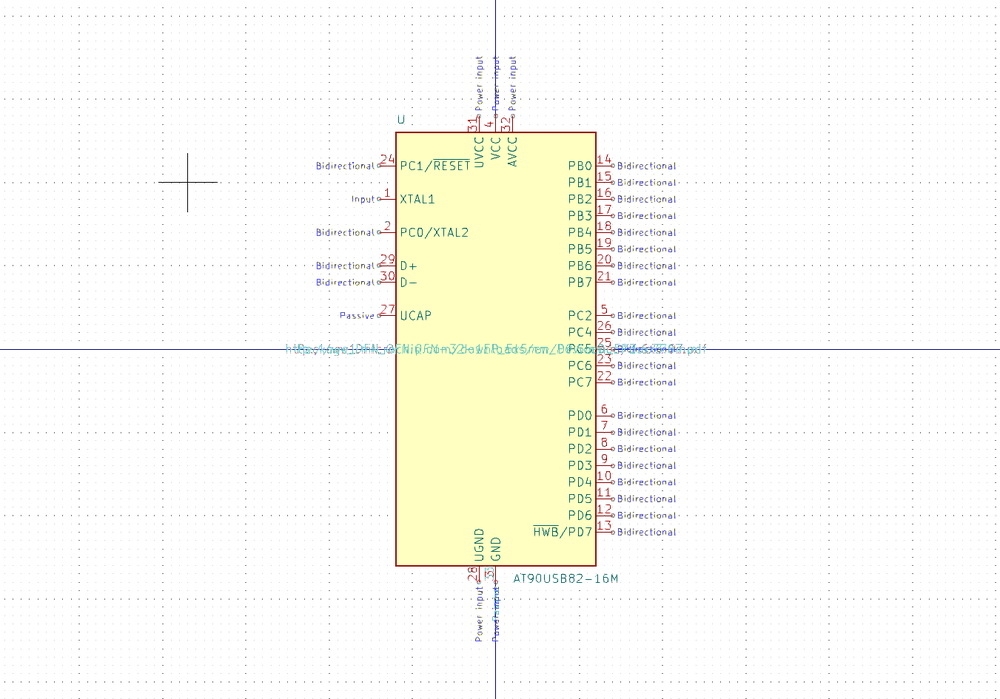 Power input
Power input
Power input
U
31
4
32
UVCC
VCC
AVCC
Bidirectional 24 PC1/RESET
PB0 14 Bidirectional
PB1 15 Bidirectional
Input 1 XTAL1
PB2 16 Bidirectional
PB3 17 Bidirectional
Bidirectional 2 PC0/XTAL2
PB4 18 Bidirectional
PB5 19 Bidirectional
Bidirectional 29 D+
PB6 20 Bidirectional
Bidirectional 30 D-
PB7 21 Bidirectional
Passive 27 UCAP
PC2 5 Bidirectional
PC4 26 Bidirectional
PC5 25
PC6 23 Bidirectional
PC7 22 Bidirectional
PD0 6 Bidirectional
PD1 7 Bidirectional
PD2 8 Bidirectional
PD3 9 Bidirectional
PD4 10 Bidirectional
PD5 11 Bidirectional
PD6 12 Bidirectional
HWB/PD7 13 Bidirectional
UGND
GND
28
3
AT90USB82-16M
Power input
Power input